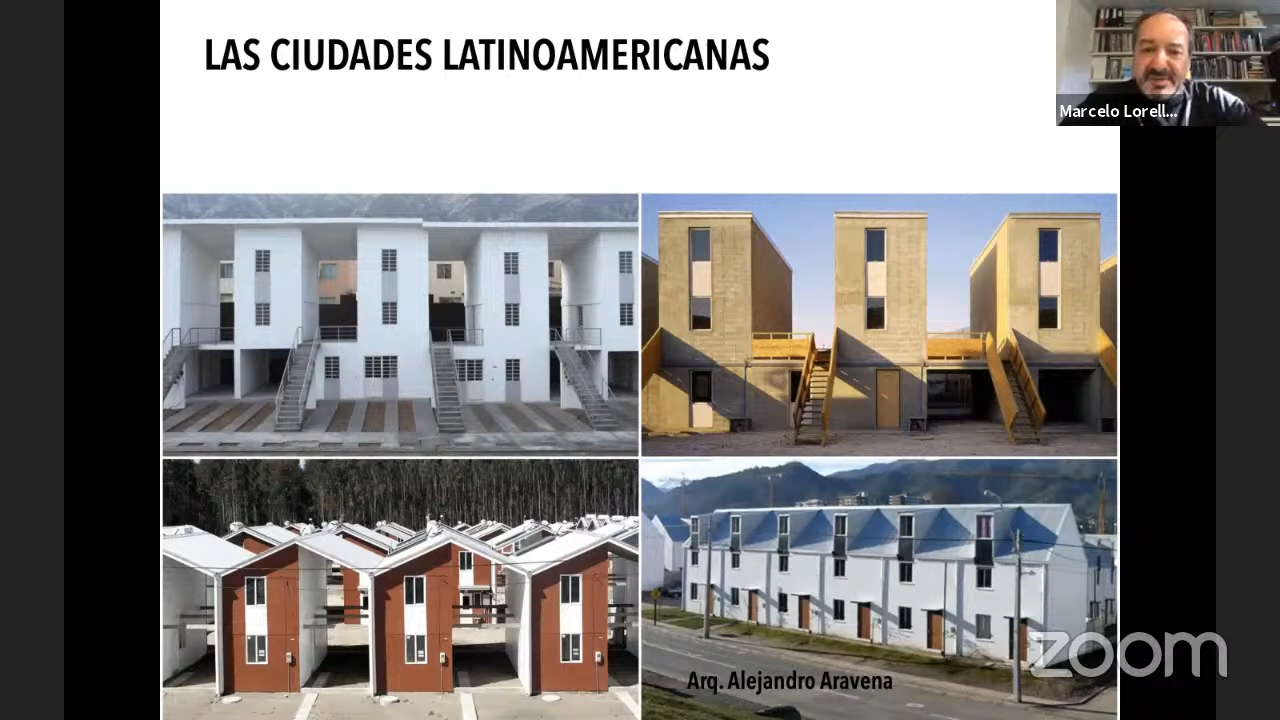 LAS CIUDADES LATINOAMERICANAS
Marcelo Lorell...
Arq. Alejandro Aravena
zoom